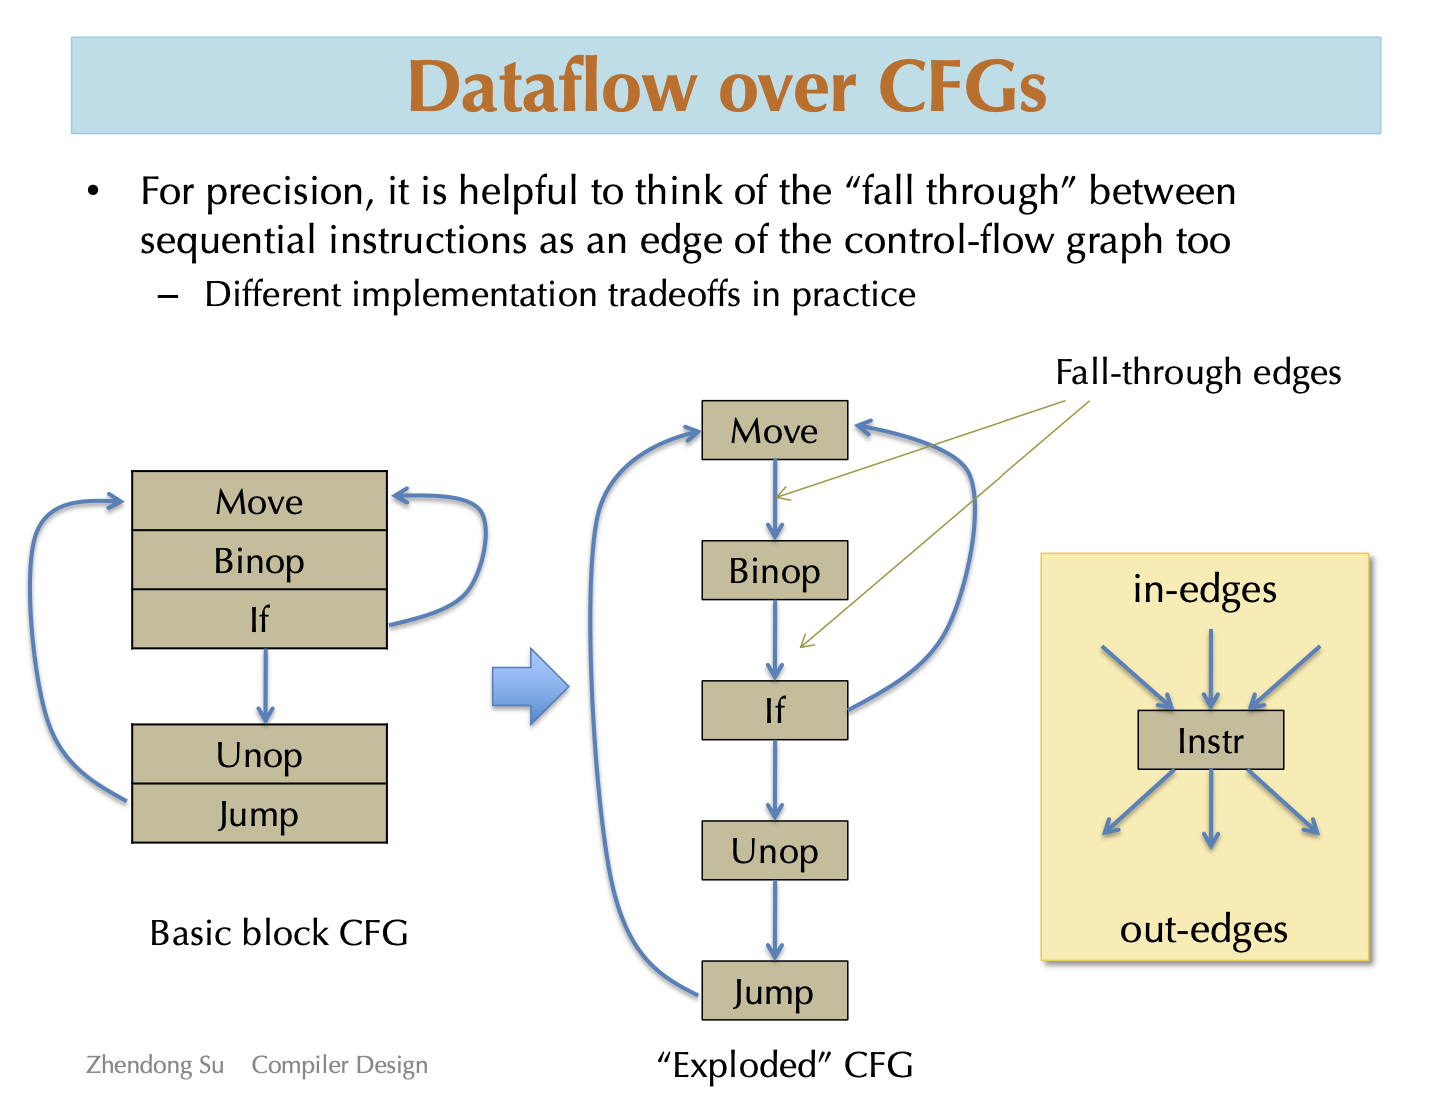 Dataflow over CFGs
• For precision, it is helpful to think of the “fall through” between
sequential instructions as an edge of the control-flow graph too
– Different implementation tradeoffs in practice
Fall-through edges
Move
Binop
If
Unop
Jump
Basic block CFG
Move
Binop
If
Unop
Jump
“Exploded” CFG
in-edges
Instr
out-edges
Zhendong Su Compiler Design